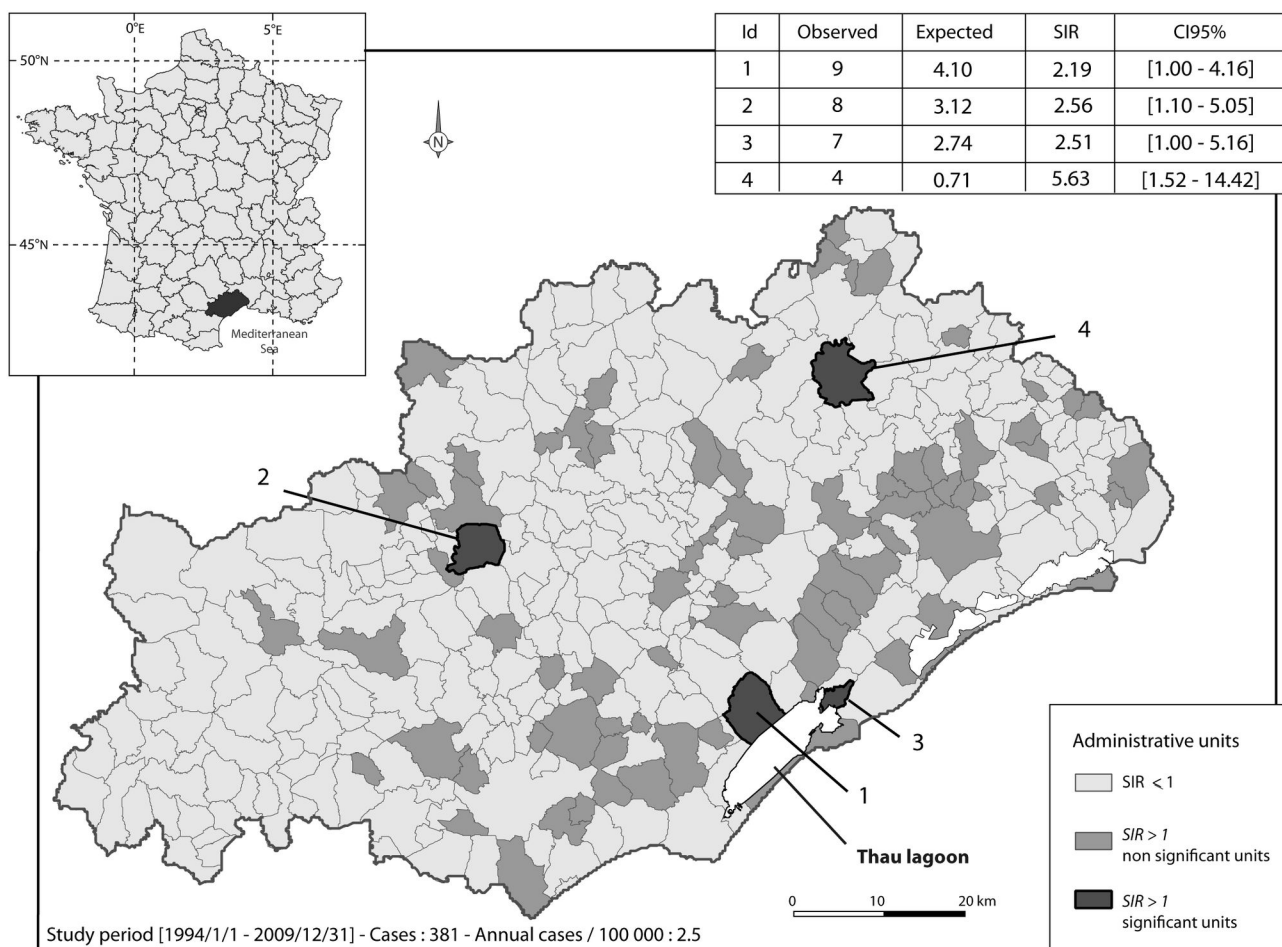 0°E 5°E
50°N
45°N
Mediterranean
Sea
N
Id Observed Expected SIR CI95%
1 9 4.10 2.19 [1.00 - 4.16]
2 8 3.12 2.56 [1.10 - 5.05]
3 7 2.74 2.51 [1.00 - 5.16]
4 4 0.71 5.63 [1.52 - 14.42]
4
2
3
1
Thau lagoon
0 10 20 km
Administrative units
SIR < 1
SIR > 1
non significant units
SIR > 1
significant units
Study period [1994/1/1 - 2009/12/31] - Cases : 381 - Annual cases / 100 000 : 2.5